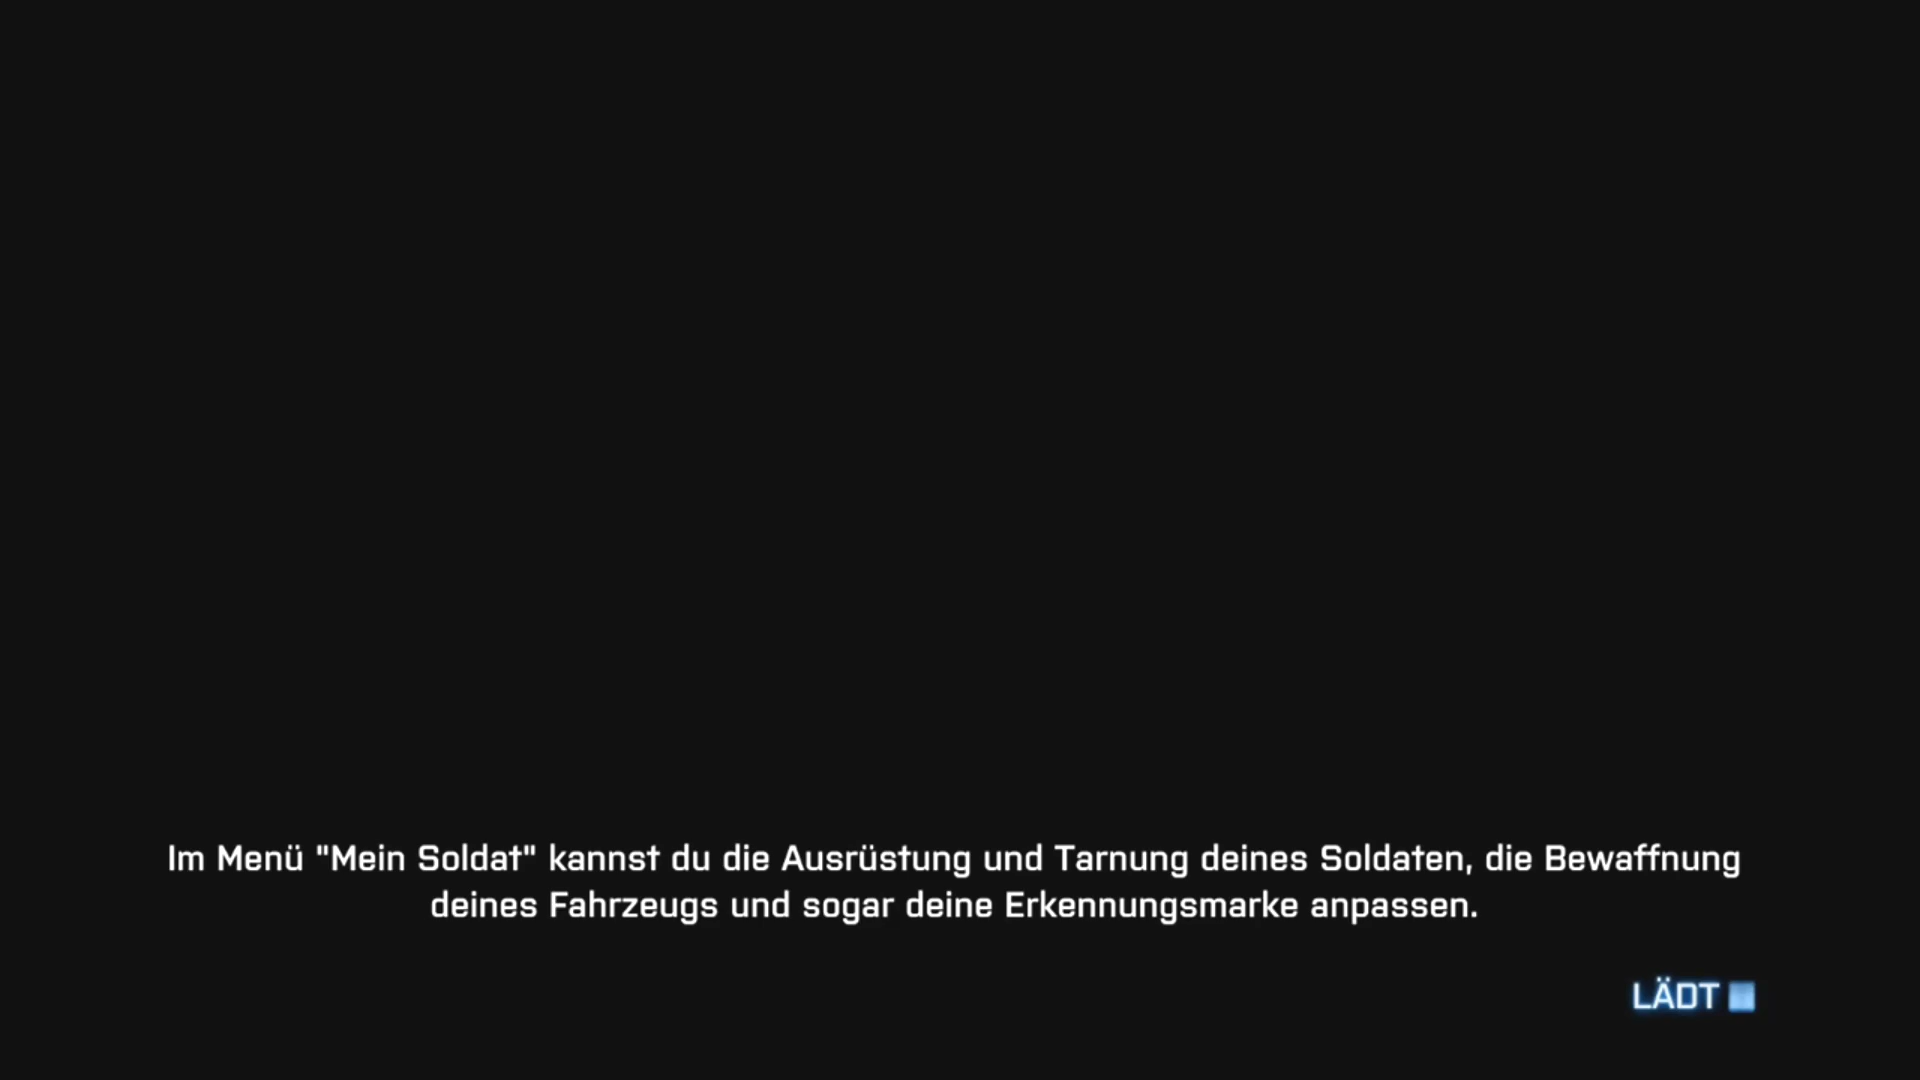 Im Menü "Mein Soldat" kannst du die Ausrüstung und Tarnung deines Soldaten, die Bewaffnung
deines Fahrzeugs und sogar deine Erkennungsmarke anpassen.
LÄDT